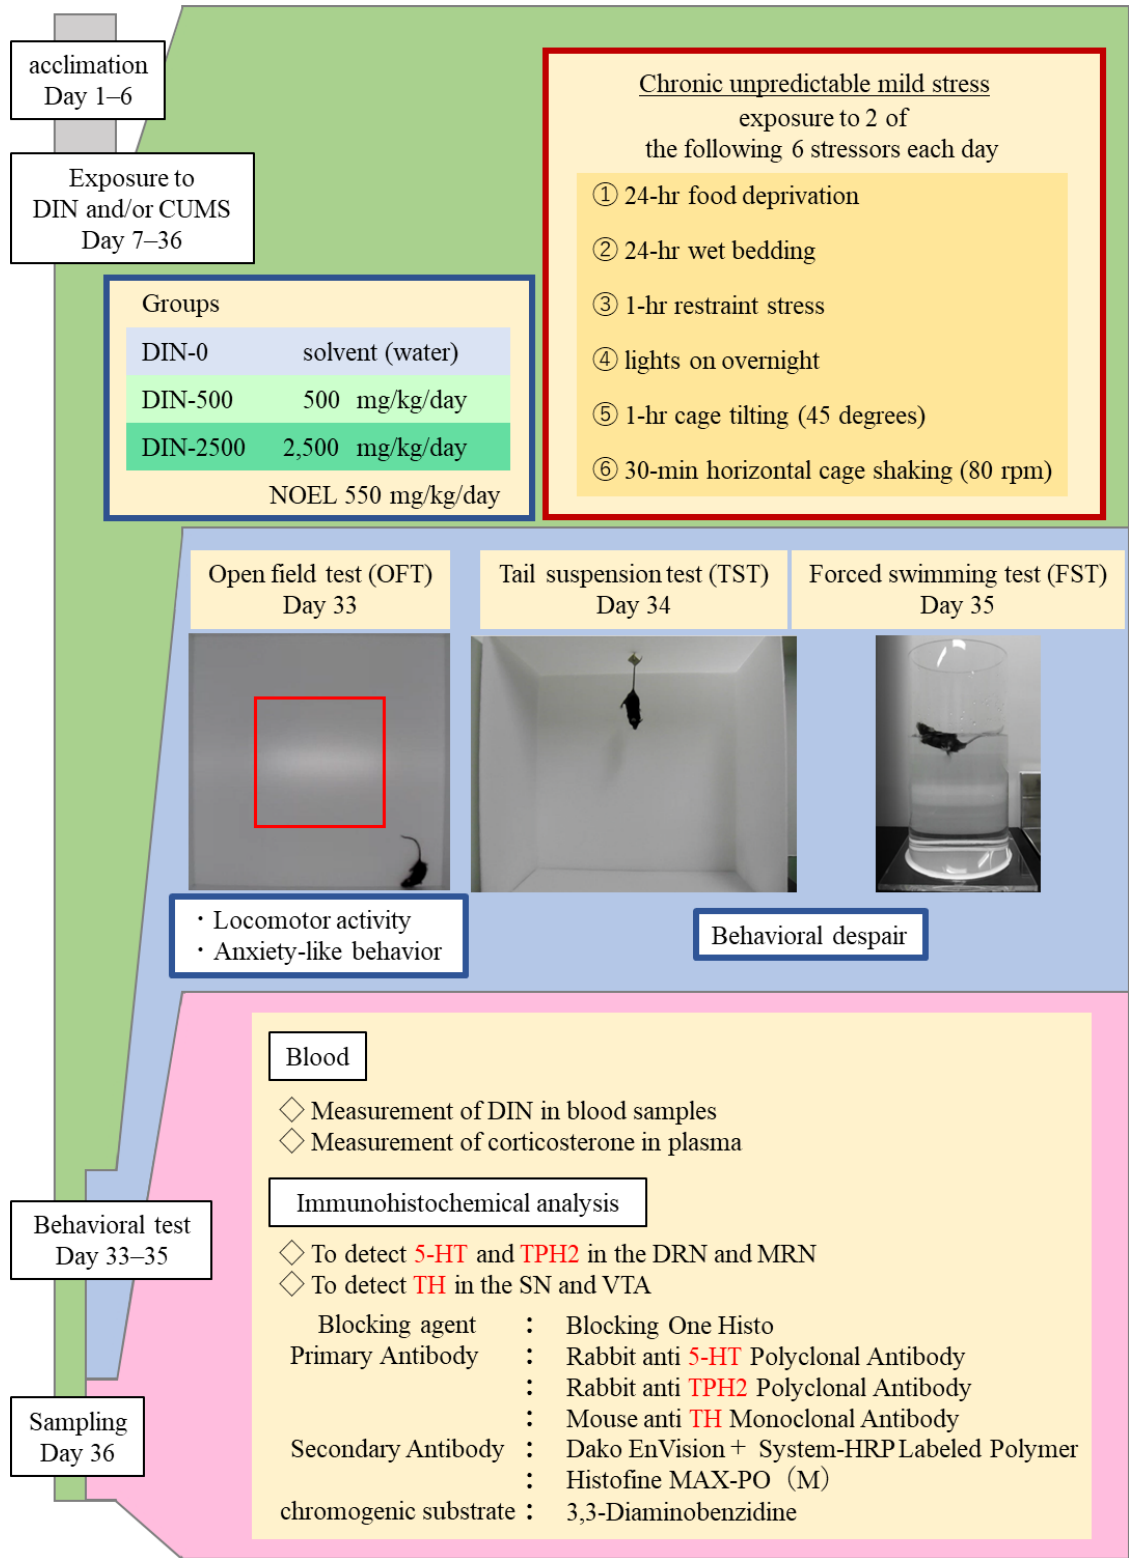 acclimation
Day 1–6
Exposure to
DIN and/or CUMS
Day 7–36
Chronic unpredictable mild stress
exposure to 2 of
the following 6 stressors each day
① 24-hr food deprivation
② 24-hr wet bedding
③ 1-hr restraint stress
④ lights on overnight
⑤ 1-hr cage tilting (45 degrees)
⑥ 30-min horizontal cage shaking (80 rpm)
Groups
DIN-0 solvent (water)
DIN-500 500 mg/kg/day
DIN-2500 2,500 mg/kg/day
NOEL 550 mg/kg/day
Open field test (OFT)
Day 33
Tail suspension test (TST)
Day 34
Forced swimming test (FST)
Day 35
・Locomotor activity
・Anxiety-like behavior
Behavioral despair
Behavioral test
Day 33–35
Blood
◇ Measurement of DIN in blood samples
◇ Measurement of corticosterone in plasma
Immunohistochemical analysis
◇ To detect 5-HT and TPH2 in the DRN and MRN
◇ To detect TH in the SN and VTA
Blocking agent : Blocking One Histo
Primary Antibody : Rabbit anti 5-HT Polyclonal Antibody
: Rabbit anti TPH2 Polyclonal Antibody
: Mouse anti TH Monoclonal Antibody
Secondary Antibody : Dako EnVision + System-HRP Labeled Polymer
: Histofine MAX-PO（M）
chromogenic substrate : 3,3-Diaminobenzidine
Sampling
Day 36